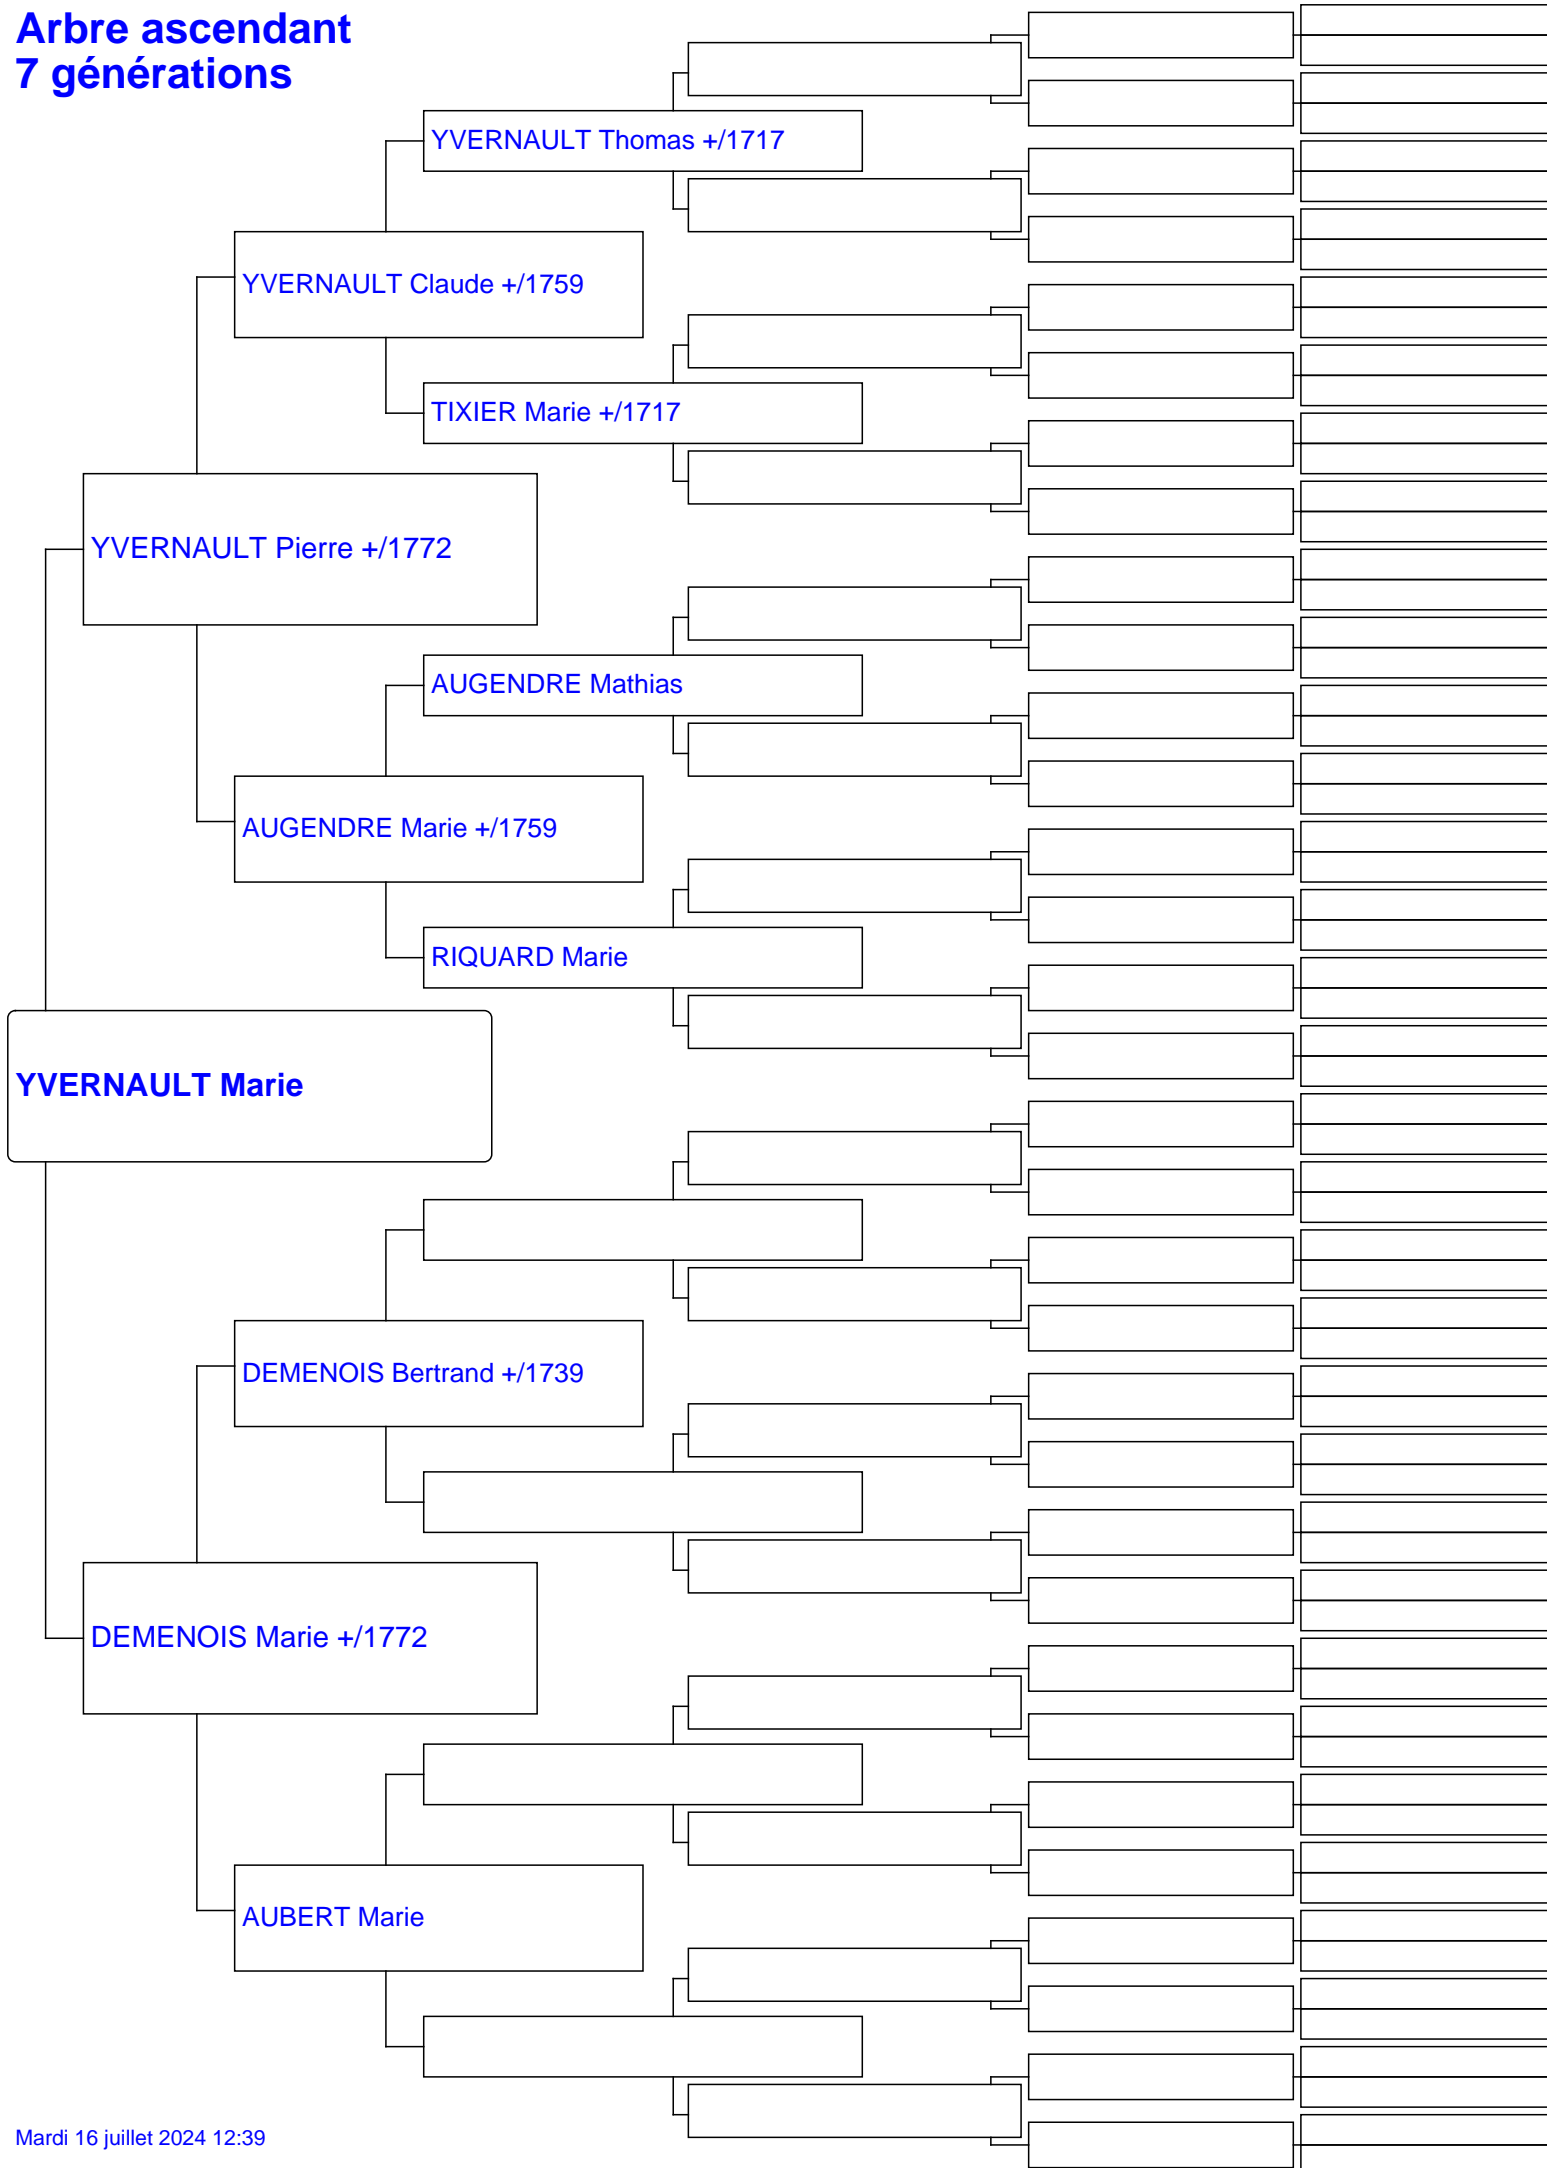 Arbre ascendant
7 générations
YVERNAULT Thomas +/1717
YVERNAULT Claude +/1759
TIXIER Marie +/1717
YVERNAULT Pierre +/1772
AUGENDRE Mathias
AUGENDRE Marie +/1759
RIQUARD Marie
YVERNAULT Marie
DEMENOIS Bertrand +/1739
DEMENOIS Marie +/1772
AUBERT Marie
Mardi 16 juillet 2024 12:39